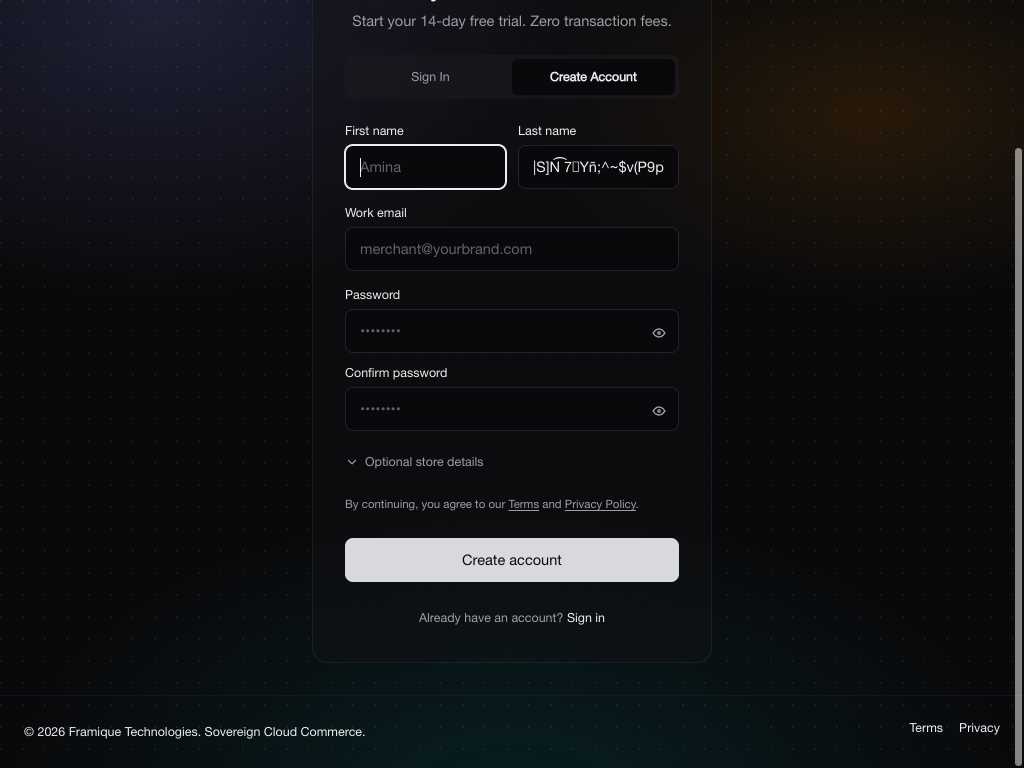 Start your 14-day free trial. Zero transaction fees.
Sign In
Create Account
First name
Last name
Amina
Work email
merchant@yourbrand.com
Password
••••••••
Confirm password
••••••••
Optional store details
By continuing, you agree to our Terms and Privacy Policy.
Create account
Already have an account? Sign in
© 2026 Framique Technologies. Sovereign Cloud Commerce.
Terms
Privacy